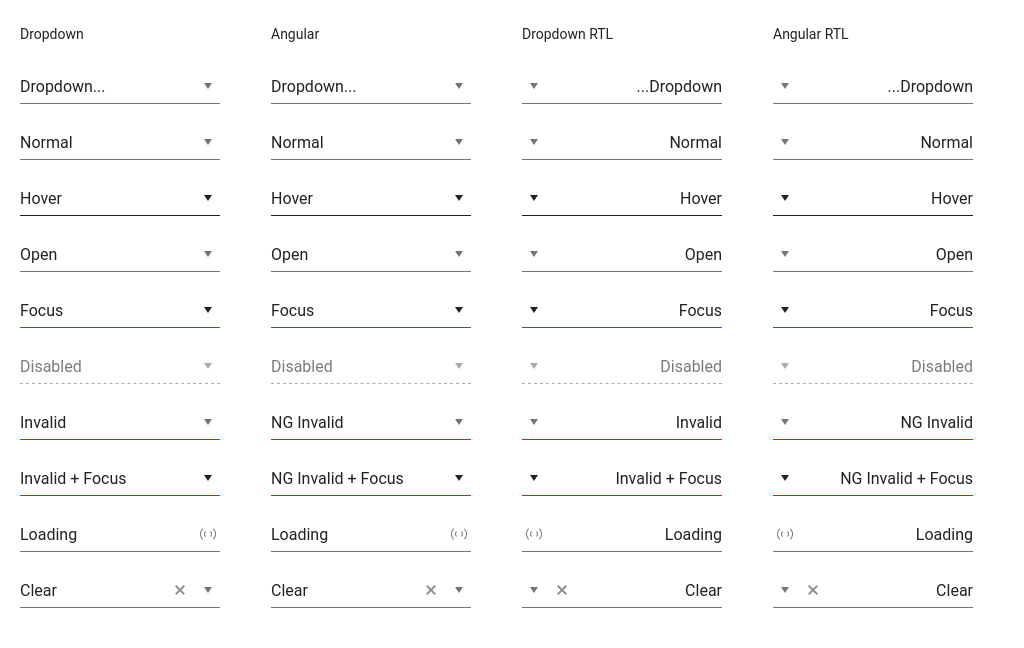 Dropdown Angular Dropdown RTL Angular RTL
Dropdown... Dropdown... ...Dropdown ...Dropdown
Normal Normal Normal Normal
Hover Hover Hover Hover
Open Open Open Open
Focus Focus Focus Focus
Disabled Disabled Disabled Disabled
Invalid NG Invalid Invalid NG Invalid
Invalid + Focus NG Invalid + Focus Invalid + Focus NG Invalid + Focus
Loading Loading Loading Loading
Clear Clear Clear Clear